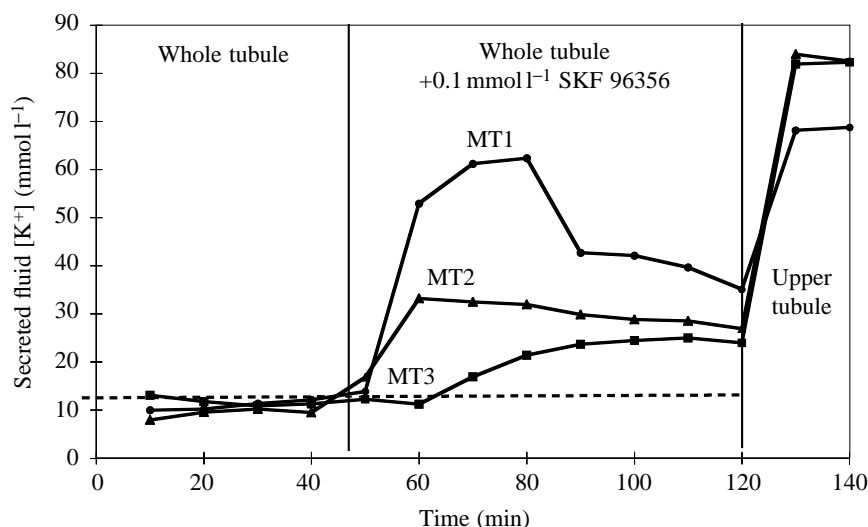 90
80
70
60
50
40
30
20
10
0
Secreted fluid [K⁺] (mmol l⁻¹)
Whole tubule
Whole tubule
+0.1 mmol l⁻¹ SKF 96356
MT1
MT2
MT3
Upper
tubule
0 20 40 60 80 100 120 140
Time (min)